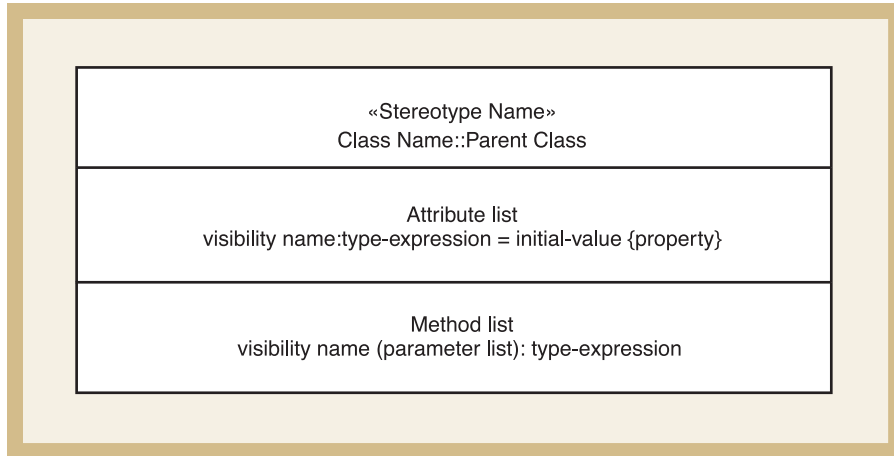 «Stereotype Name»
Class Name::Parent Class
Attribute list
visibility name:type-expression = initial-value {property}
Method list
visibility name (parameter list): type-expression